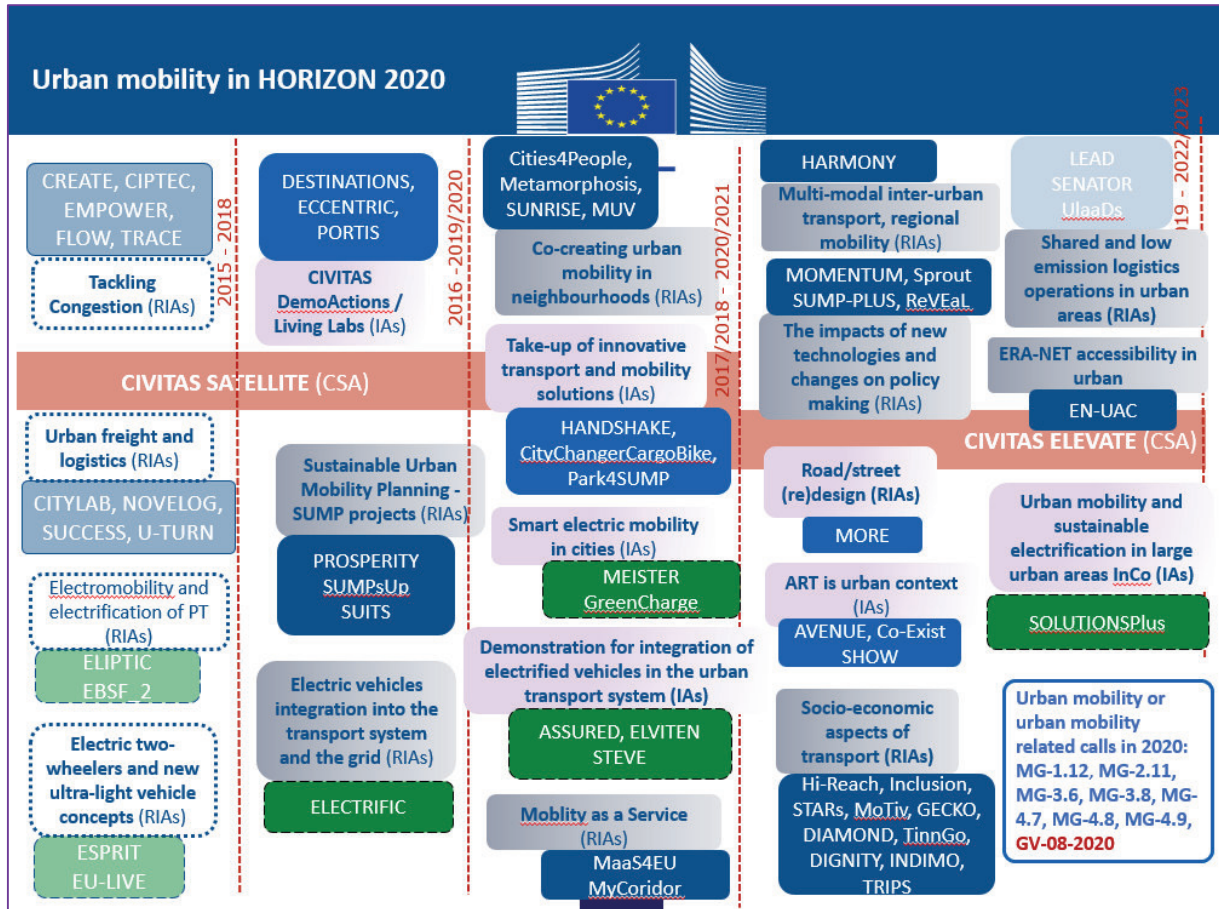 Urban mobility in HORIZON 2020
CREATE, CIPTEC,
EMPOWER,
FLOW, TRACE
Tackling
Congestion (RIAs)
2015 - 2018
DESTINATIONS,
ECCENTRIC,
PORTIS
CIVITAS
DemoActions /
Living Labs (IAs)
2016 -2019/2020
Cities4People,
Metamorphosis,
SUNRISE, MUV
Co-creating urban
mobility in
neighbourhoods (RIAs)
Take-up of innovative
transport and mobility
solutions (IAs)
2017/2018 - 2020/2021
HARMONY
Multi-modal inter-urban
transport, regional
mobility (RIAs)
MOMENTUM, Sprout
SUMP-PLUS, ReVEaL
The impacts of new
technologies and
changes on policy
making (RIAs)
LEAD
SENATOR
UlaaDs
Shared and low
emission logistics
operations in urban
areas (RIAs)
019 - 2022/2023
ERA-NET accessibility in
urban
EN-UAC
CIVITAS SATELLITE (CSA)
CIVITAS ELEVATE (CSA)
Urban freight and
logistics (RIAs)
CITYLAB, NOVELOG,
SUCCESS, U-TURN
Electromobility and
electrification of PT
(RIAs)
ELIPTIC
EBSF_2
Electric two-
wheelers and new
ultra-light vehicle
concepts (RIAs)
ESPRIT
EU-LIVE
Sustainable Urban
Mobility Planning -
SUMP projects (RIAs)
PROSPERITY
SUMPsUp
SUITS
Electric vehicles
integration into the
transport system
and the grid (RIAs)
ELECTRIFIC
HANDSHAKE,
CityChangerCargoBike,
Park4SUMP
Smart electric mobility
in cities (IAs)
MEISTER
GreenCharge
Demonstration for integration of
electrified vehicles in the urban
transport system (IAs)
ASSURED, ELVITEN
STEVE
Moblity as a Service
(RIAs)
MaaS4EU
MyCoridor
Road/street
(re)design (RIAs)
MORE
ART is urban context
(IAs)
AVENUE, Co-Exist
SHOW
Socio-economic
aspects of
transport (RIAs)
Hi-Reach, Inclusion,
STARs, MoTiv, GECKO,
DIAMOND, TinnGo,
DIGNITY, INDIMO,
TRIPS
Urban mobility and
sustainable
electrification in large
urban areas InCo (IAs)
SOLUTIONSPlus
Urban mobility or
urban mobility
related calls in 2020:
MG-1.12, MG-2.11,
MG-3.6, MG-3.8, MG-
4.7, MG-4.8, MG-4.9,
GV-08-2020